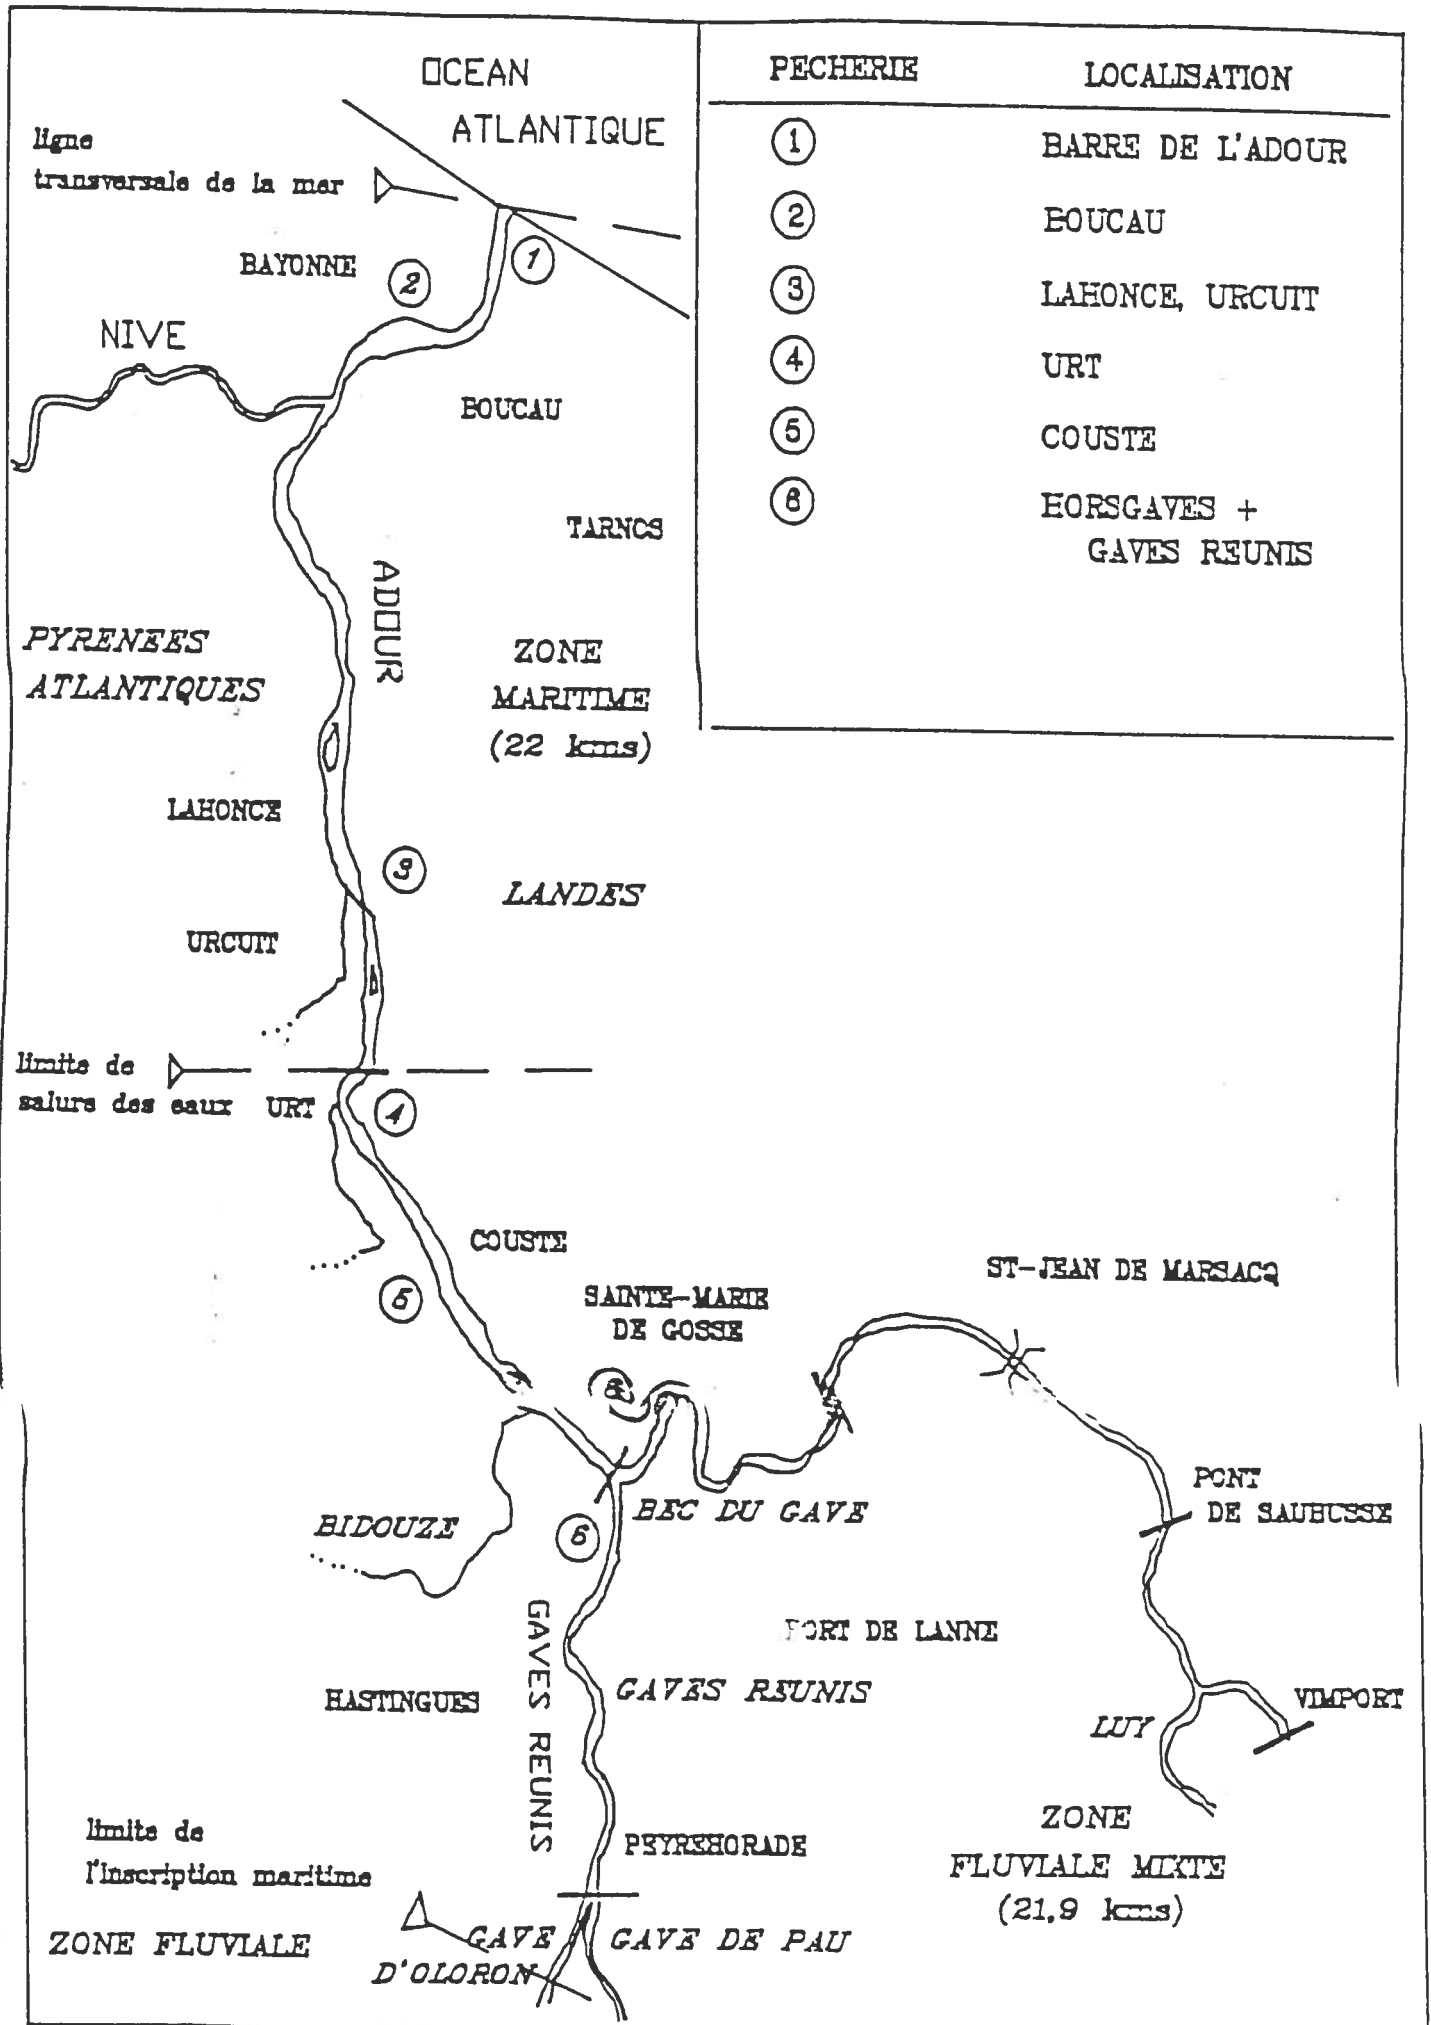 OCEAN
ATLANTIQUE
ligne
transversale de la mer
BAYONNE
1
2
NIVE
BOUCAU
TARNOS
ADOUR
PYRENEES
ATLANTIQUES
ZONE
MARITIME
(22 kms)
LAHONCE
3
LANDES
URCUIT
limite de
salure des eaux
URT
4
COUSTE
5
SAINTE-MARIE
DE GOSSE
ST-JEAN DE MARSACQ
6
BEC DU GAVE
6
BIDOUZE
PONT
DE SAUBUSSE
PORT DE LANNE
GAVES REUNIS
GAVES REUNIS
HASTINGUES
LUY
VIMPORT
ZONE
FLUVIALE MIXTE
(21,9 kms)
PEYREHORADE
limite de
l'inscription maritime
ZONE FLUVIALE
GAVE
D'OLORON
GAVE DE PAU
PECHERIE LOCALISATION
1 BARRE DE L'ADOUR
2 BOUCAU
3 LAHONCE, URCUIT
4 URT
5 COUSTE
6 HORSGAVES +
GAVES REUNIS